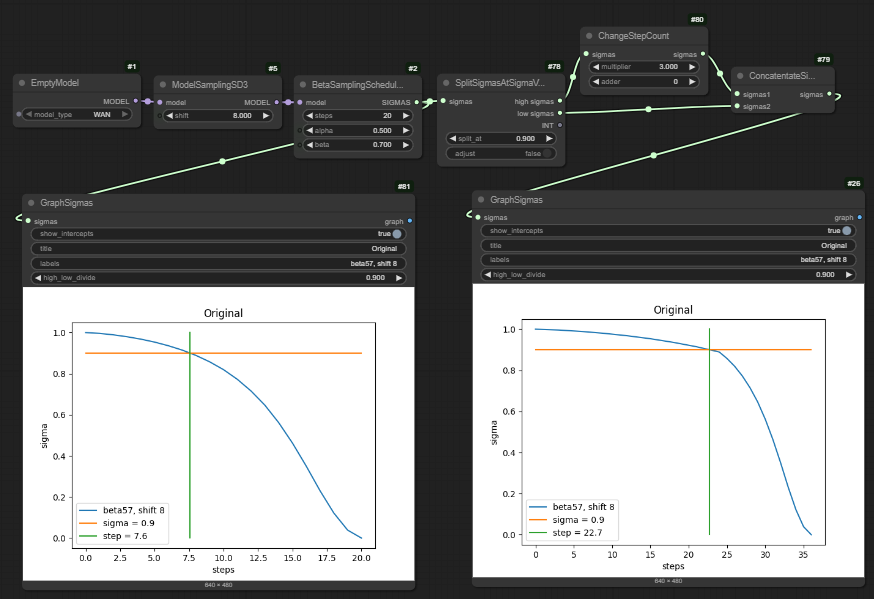 #1
EmptyModel
MODEL
model_type WAN
#5
ModelSamplingSD3
model MODEL
shift 8.000
#2
BetaSamplingSchedul...
model SIGMAS
steps 20
alpha 0.500
beta 0.700
#78
SplitSigmasAtSigmaV...
sigmas
high sigmas
low sigmas
INT
split_at 0.900
adjust false
#80
ChangeStepCount
sigmas sigmas
multiplier 3.000
adder 0
#79
ConcatentateSi...
sigmas1 sigmas
sigmas2
#81
GraphSigmas
sigmas graph
show_intercepts true
title Original
labels beta57, shift 8
high_low_divide 0.900
Original
1.0
0.8
0.6
0.4
0.2
0.0
sigma
beta57, shift 8
sigma = 0.9
step = 7.6
0.0 2.5 5.0 7.5 10.0 12.5 15.0 17.5 20.0
steps
640 × 480
#26
GraphSigmas
sigmas graph
show_intercepts true
title Original
labels beta57, shift 8
high_low_divide 0.900
Original
1.0
0.8
0.6
0.4
0.2
0.0
sigma
beta57, shift 8
sigma = 0.9
step = 22.7
0 5 10 15 20 25 30 35
steps
640 × 480